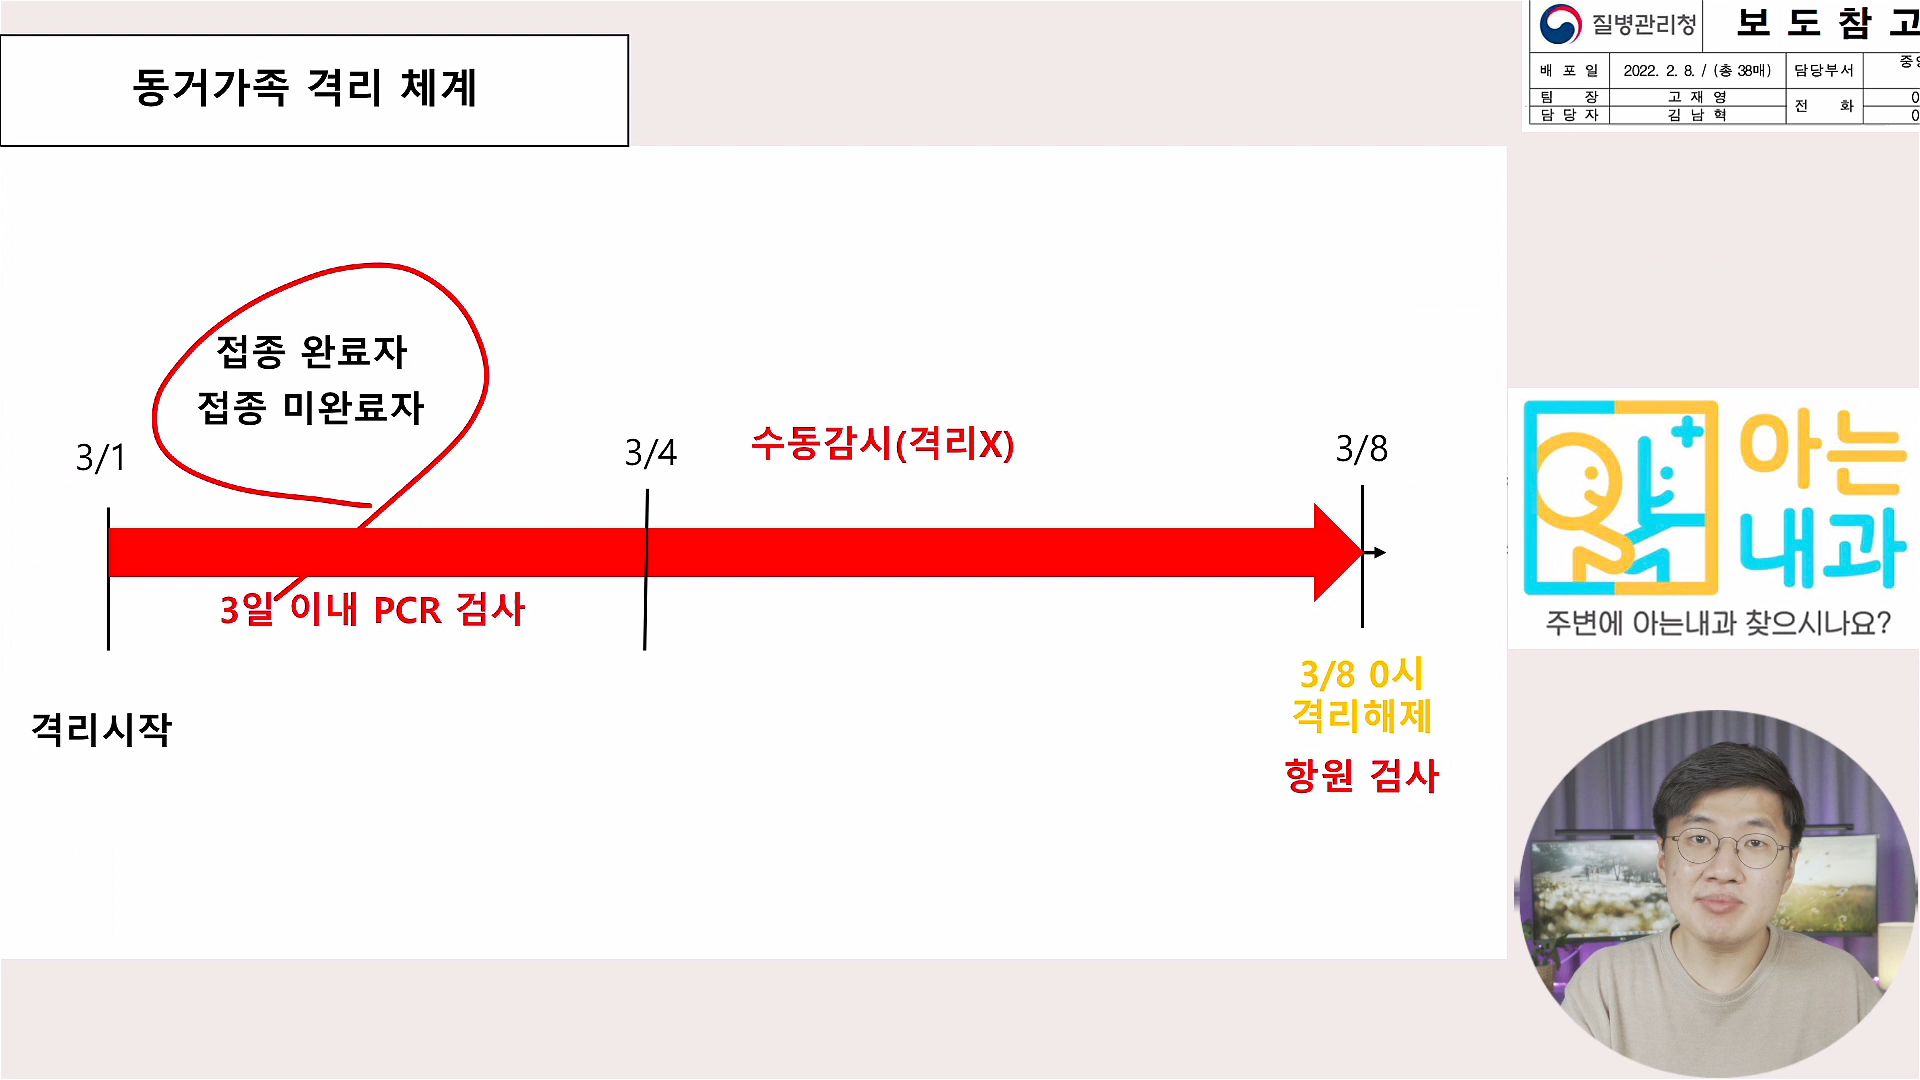 동거가족 격리 체계
질병관리청
보 도 참 고
배 포 일
2022. 2. 8. / (총 38매)
담당부서
팀 장
고 재 영
전 화
담 당 자
김 남 혁
접종 완료자
접종 미완료자
3/1
3/4
수동감시(격리X)
3/8
3일 이내 PCR 검사
격리시작
3/8 0시
격리해제
항원 검사
아는
내과
주변에 아는내과 찾으시나요?